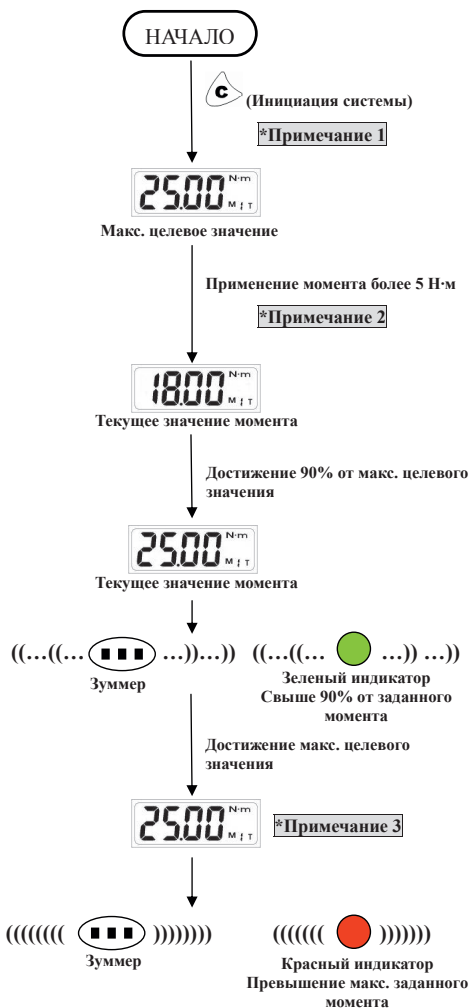 НАЧАЛО
C
(Инициация системы)
*Примечание 1
25.00 N·m
M I T
Макс. целевое значение
Применение момента более 5 Н·м
*Примечание 2
18.00 N·m
M I T
Текущее значение момента
Достижение 90% от макс. целевого
значения
25.00 N·m
M I T
Текущее значение момента
((...((... ...))...)) ((...((... ...)) ...))
Зуммер
Зеленый индикатор
Свыше 90% от заданного
момента
Достижение макс. целевого
значения
25.00 N·m
M I T
*Примечание 3
(((((((( )))))))) ((((((( )))))))
Зуммер
Красный индикатор
Превышение макс. заданного
момента